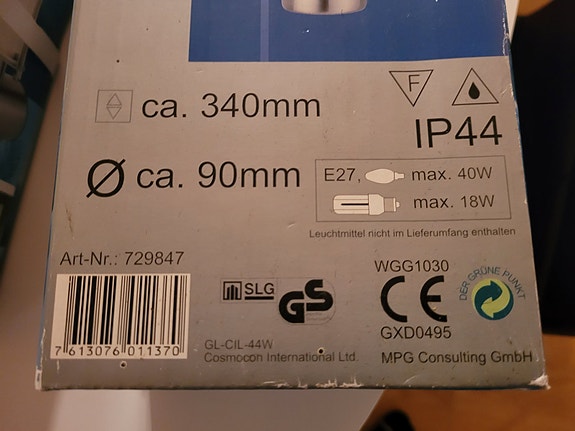 ca. 340mm
F
IP44
Ø ca. 90mm
E27, max. 40W
max. 18W
Leuchtmittel nicht im Lieferumfang enthalten
Art-Nr.: 729847
7 613076 011370
SLG
GS
GL-CIL-44W
Cosmocon International Ltd.
WGG1030
CE
GXD0495
MPG Consulting GmbH
DER GRÜNE PUNKT